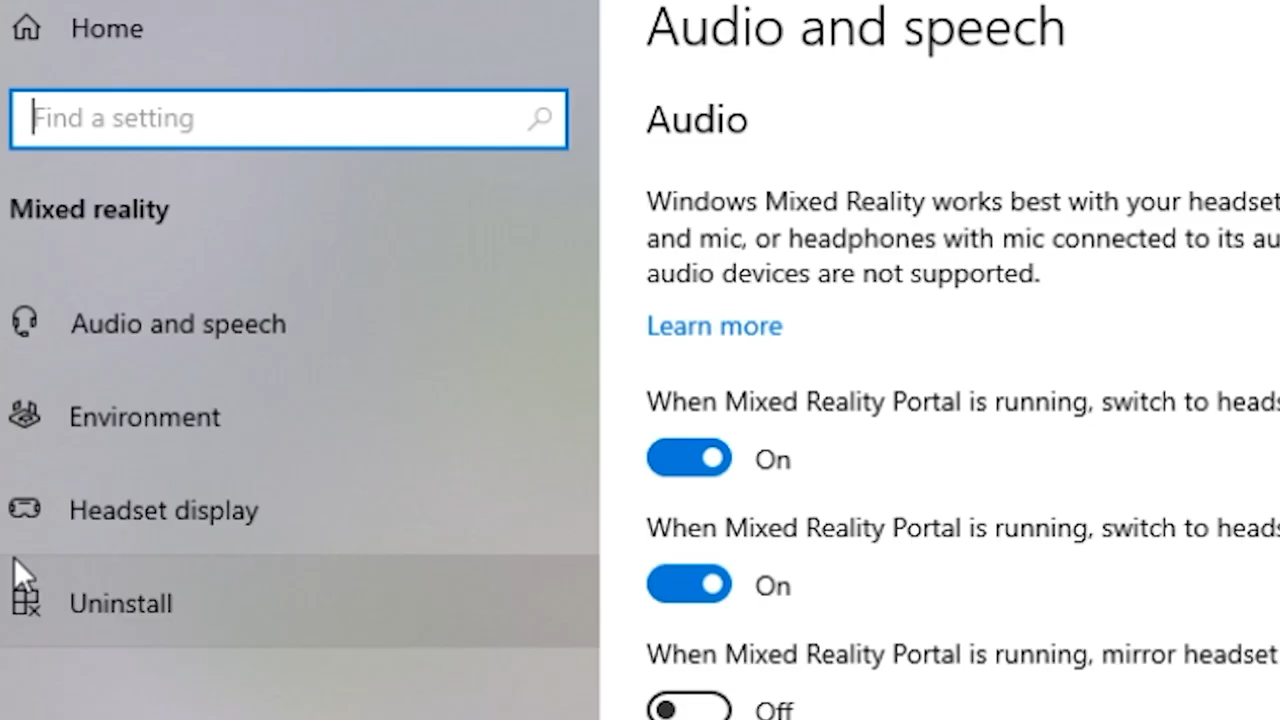 Home
Find a setting
Mixed reality
Audio and speech
Environment
Headset display
Uninstall
Audio and speech
Audio
Windows Mixed Reality works best with your headset
and mic, or headphones with mic connected to its
audio devices are not supported.
Learn more
When Mixed Reality Portal is running, switch to
On
When Mixed Reality Portal is running, switch to
On
When Mixed Reality Portal is running, mirror headset
Off